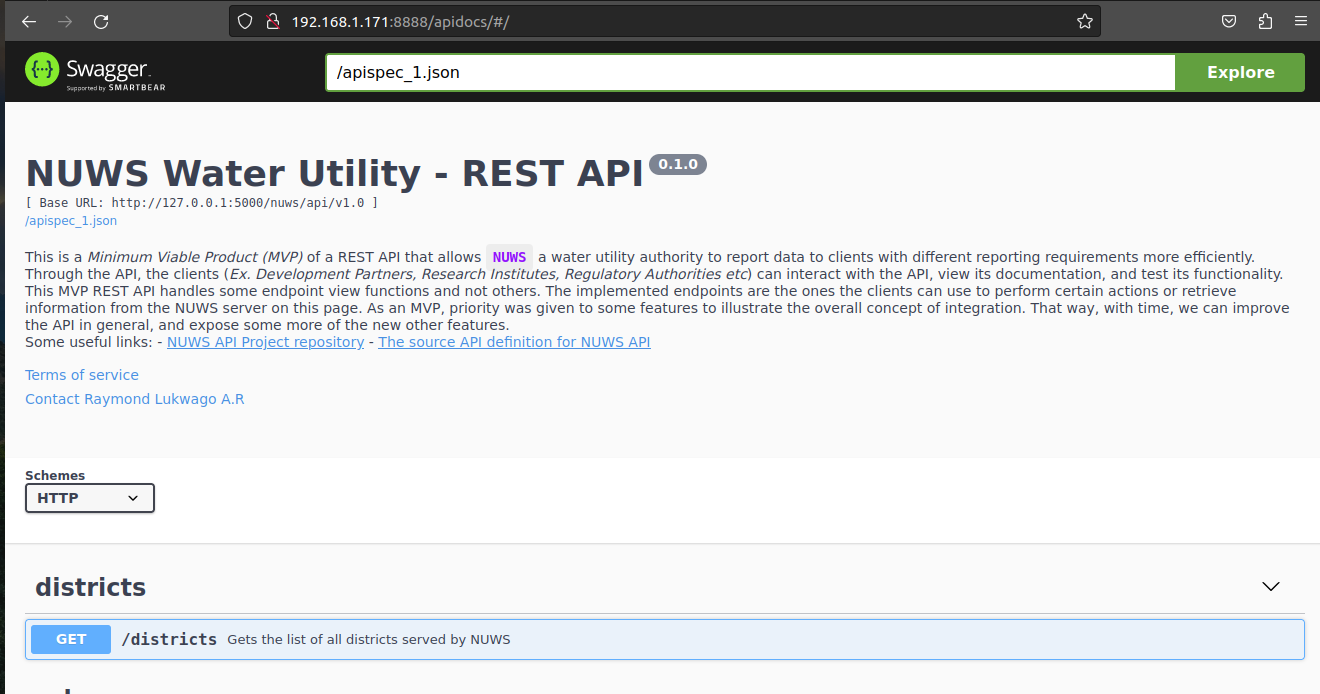 192.168.1.171:8888/apidocs/#/
Swagger.
Supported by SMARTBEAR
/apispec_1.json
Explore
NUWS Water Utility - REST API 0.1.0
[ Base URL: http://127.0.0.1:5000/nuws/api/v1.0 ]
/apispec_1.json
This is a Minimum Viable Product (MVP) of a REST API that allows NUWS a water utility authority to report data to clients with different reporting requirements more efficiently.
Through the API, the clients (Ex. Development Partners, Research Institutes, Regulatory Authorities etc) can interact with the API, view its documentation, and test its functionality.
This MVP REST API handles some endpoint view functions and not others. The implemented endpoints are the ones the clients can use to perform certain actions or retrieve
information from the NUWS server on this page. As an MVP, priority was given to some features to illustrate the overall concept of integration. That way, with time, we can improve
the API in general, and expose some more of the new other features.
Some useful links: - NUWS API Project repository - The source API definition for NUWS API
Terms of service
Contact Raymond Lukwago A.R
Schemes
HTTP
districts
GET /districts Gets the list of all districts served by NUWS